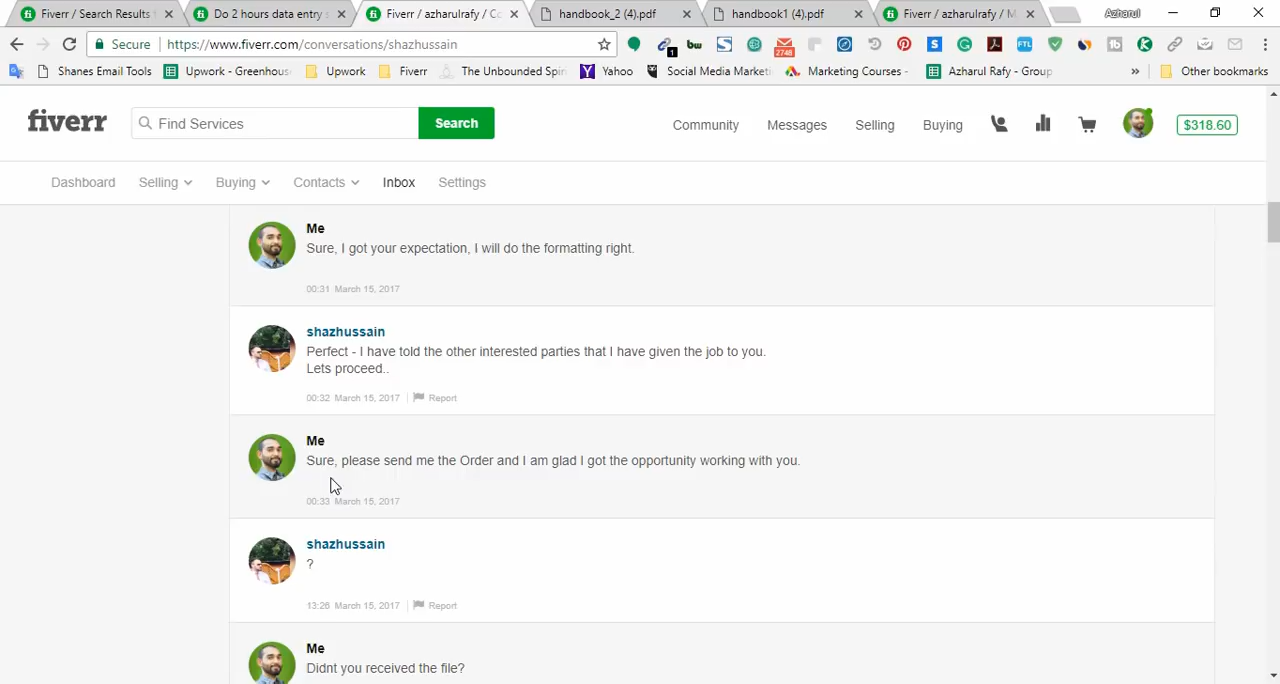 Fiverr / Search Results
Do 2 hours data entry
Fiverr / azharulrafy / Co
handbook_2 (4).pdf
handbook1 (4).pdf
Fiverr / azharulrafy / M
Azharul
Secure
https://www.fiverr.com/conversations/shazhussain
1
bw
S
2748
S
FTL
tb
K
Shanes Email Tools
Upwork - Greenhous
Upwork
Fiverr
The Unbounded Spin
Yahoo
Social Media Marketi
Marketing Courses -
Azharul Rafy - Group
»
Other bookmarks
fiverr
Find Services
Search
Community
Messages
Selling
Buying
$318.60
Dashboard
Selling
Buying
Contacts
Inbox
Settings
Me
Sure, I got your expectation, I will do the formatting right.
00:31 March 15, 2017
shazhussain
Perfect - I have told the other interested parties that I have given the job to you.
Lets proceed..
00:32 March 15, 2017 | Report
Me
Sure, please send me the Order and I am glad I got the opportunity working with you.
00:33 March 15, 2017
shazhussain
?
13:26 March 15, 2017 | Report
Me
Didnt you received the file?